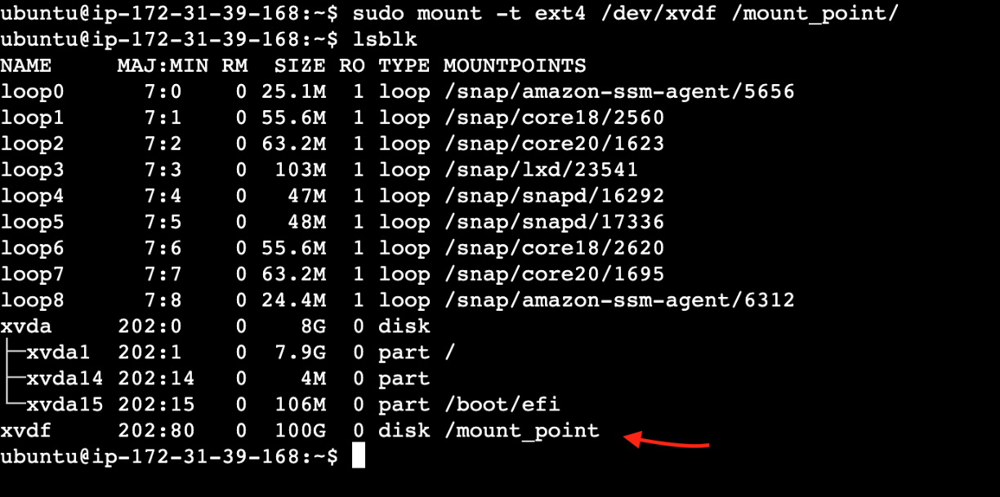 ubuntu@ip-172-31-39-168:~$ sudo mount -t ext4 /dev/xvdf /mount_point/
ubuntu@ip-172-31-39-168:~$ lsblk
NAME     MAJ:MIN RM   SIZE RO TYPE MOUNTPOINTS
loop0      7:0    0  25.1M  1 loop /snap/amazon-ssm-agent/5656
loop1      7:1    0  55.6M  1 loop /snap/core18/2560
loop2      7:2    0  63.2M  1 loop /snap/core20/1623
loop3      7:3    0   103M  1 loop /snap/lxd/23541
loop4      7:4    0    47M  1 loop /snap/snapd/16292
loop5      7:5    0    48M  1 loop /snap/snapd/17336
loop6      7:6    0  55.6M  1 loop /snap/core18/2620
loop7      7:7    0  63.2M  1 loop /snap/core20/1695
loop8      7:8    0  24.4M  1 loop /snap/amazon-ssm-agent/6312
xvda     202:0    0     8G  0 disk
├─xvda1  202:1    0   7.9G  0 part /
├─xvda14 202:14   0     4M  0 part
└─xvda15 202:15   0   106M  0 part /boot/efi
xvdf     202:80   0   100G  0 disk /mount_point
ubuntu@ip-172-31-39-168:~$